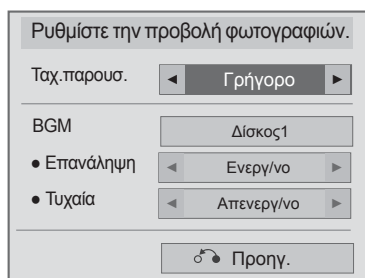 Ρυθμίστε την προβολή φωτογραφιών.
Ταχ.παρουσ. ◄ Γρήγορο ►
BGM Δίσκος1
● Επανάληψη ◄ Ενεργ/νο ►
● Τυχαία ◄ Απενεργ/νο ►
Προηγ.